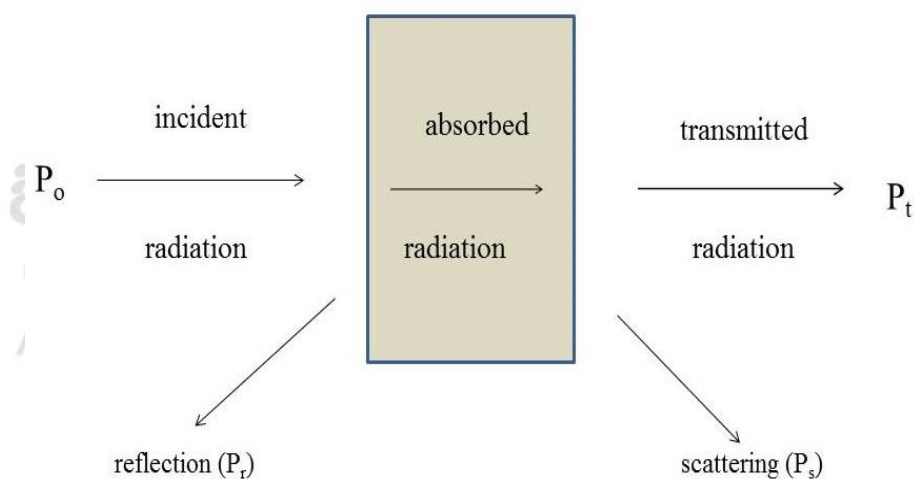 incident
absorbed
transmitted
Pₒ
Pₜ
radiation
radiation
radiation
reflection (Pᵣ)
scattering (Pₛ)